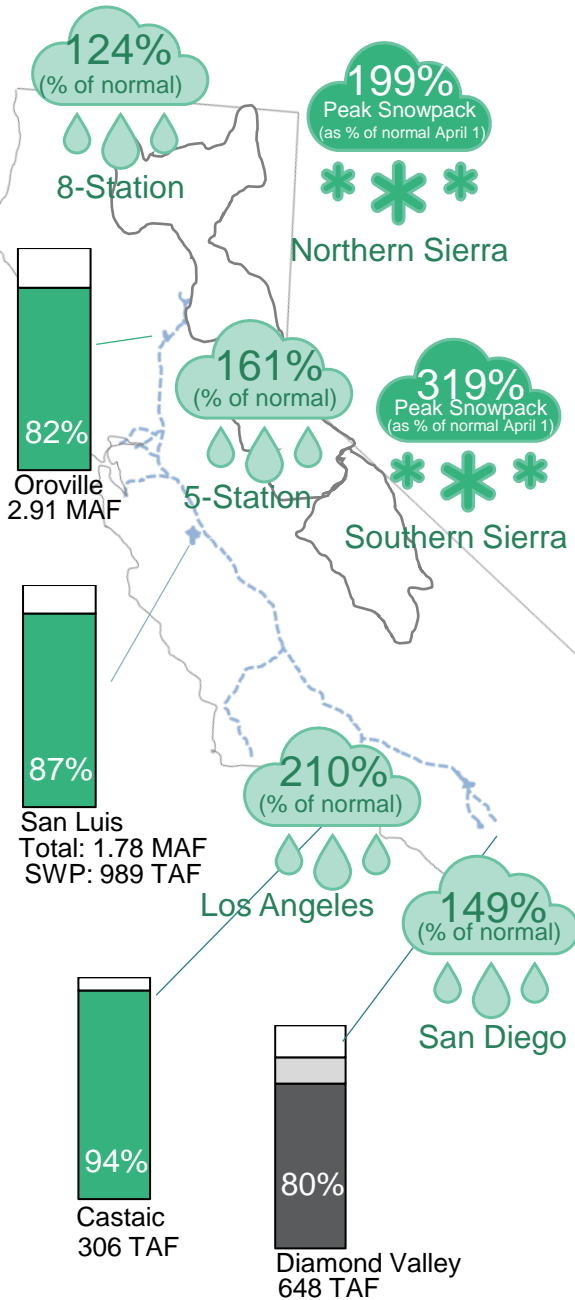 124%
(% of normal)
8-Station
199%
Peak Snowpack
(as % of normal April 1)
Northern Sierra
161%
(% of normal)
5-Station
319%
Peak Snowpack
(as % of normal April 1)
Southern Sierra
82%
Oroville
2.91 MAF
87%
San Luis
Total: 1.78 MAF
SWP: 989 TAF
210%
(% of normal)
Los Angeles
149%
(% of normal)
San Diego
94%
Castaic
306 TAF
80%
Diamond Valley
648 TAF